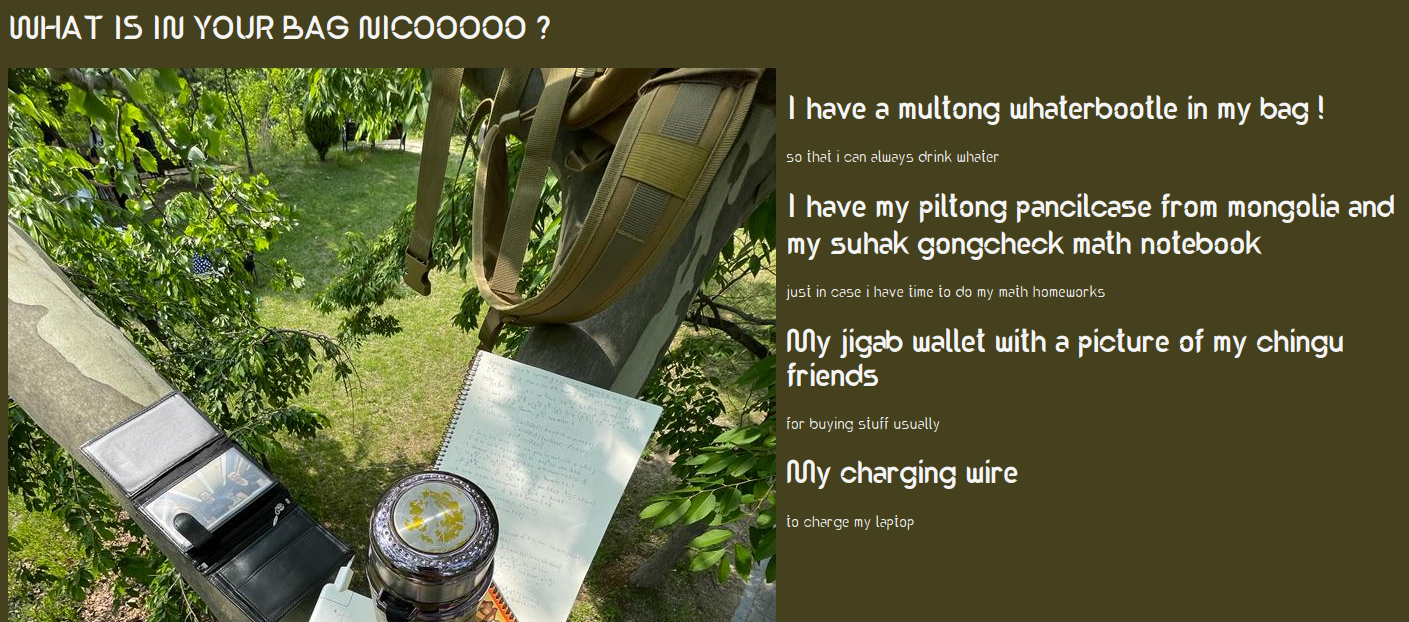 WHAT IS IN YOUR BAG NICOOOOO ?
I have a multong whaterbootle in my bag !
so that i can always drink whater
I have my piltong pancilcase from mongolia and
my suhak gongcheck math notebook
just in case i have time to do my math homeworks
My jigab wallet with a picture of my chingu
friends
for buying stuff usually
My charging wire
to charge my laptop